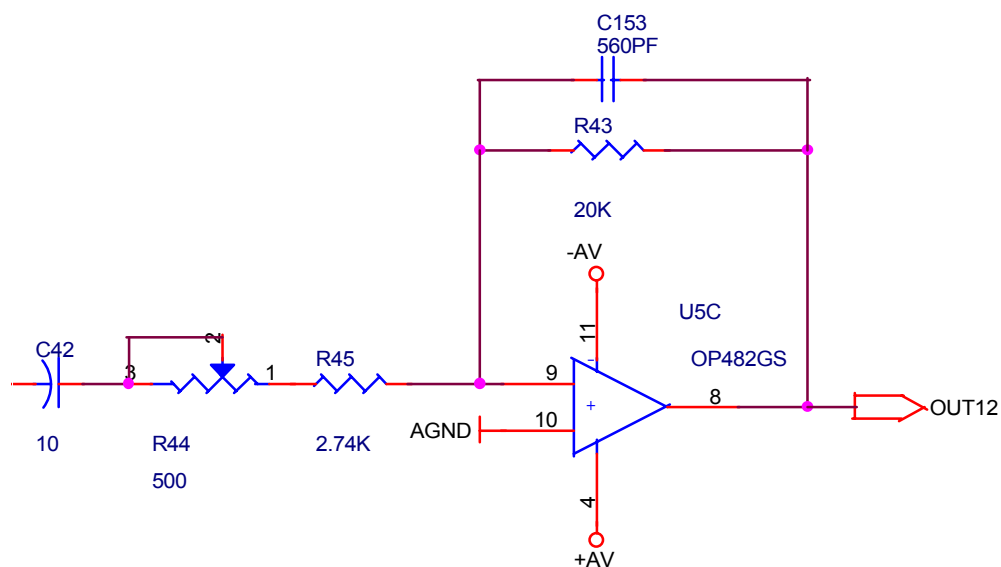 C153
560PF
R43
20K
-AV
11
U5C
OP482GS
-
C42
2
3
1
R45
9
+
8
OUT12
AGND
10
10
R44
2.74K
500
4
+AV